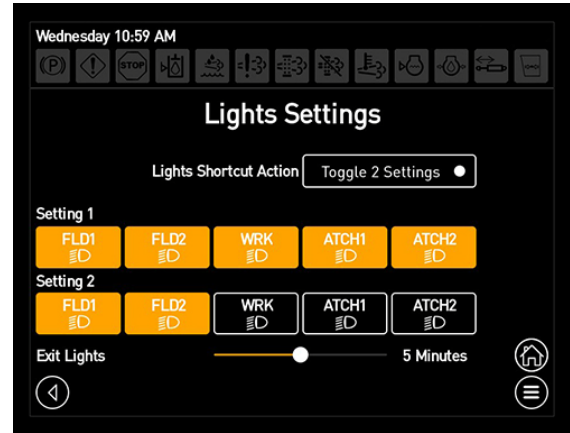 Wednesday 10:59 AM
(P) STOP
Lights Settings
Lights Shortcut Action Toggle 2 Settings
Setting 1
FLD1 FLD2 WRK ATCH1 ATCH2
Setting 2
FLD1 FLD2 WRK ATCH1 ATCH2
Exit Lights 5 Minutes